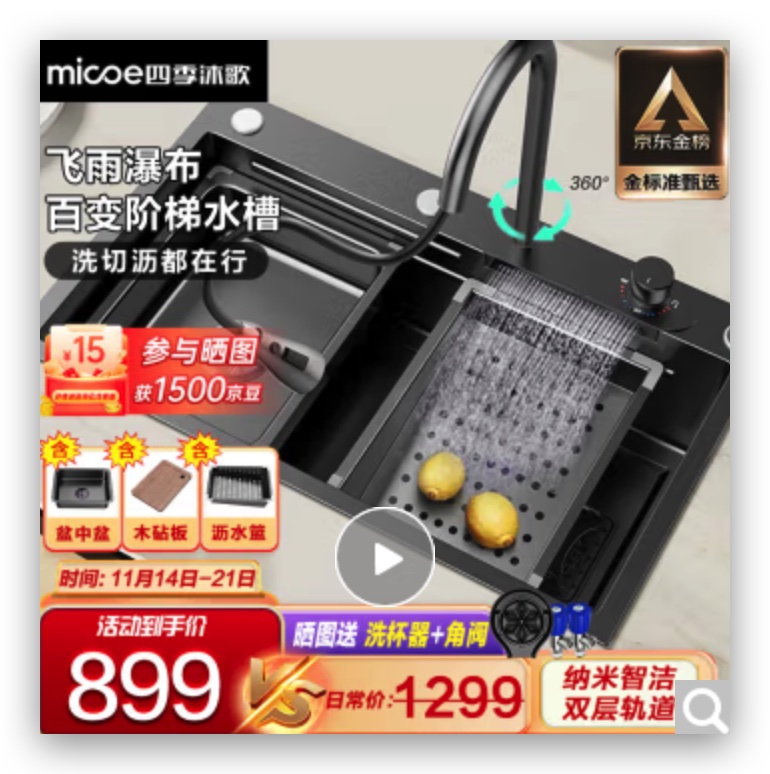 micoe四季沐歌
京东金榜
金标准甄选
飞雨瀑布
百变阶梯水槽
洗切沥都在行
360°
¥15
参与晒图
获1500京豆
含
含
含
盆中盆
木砧板
沥水篮
时间: 11月14日-21日
活动到手价
899
晒图送 洗杯器+角阀
VS
日常价:1299
纳米智洁
双层轨道